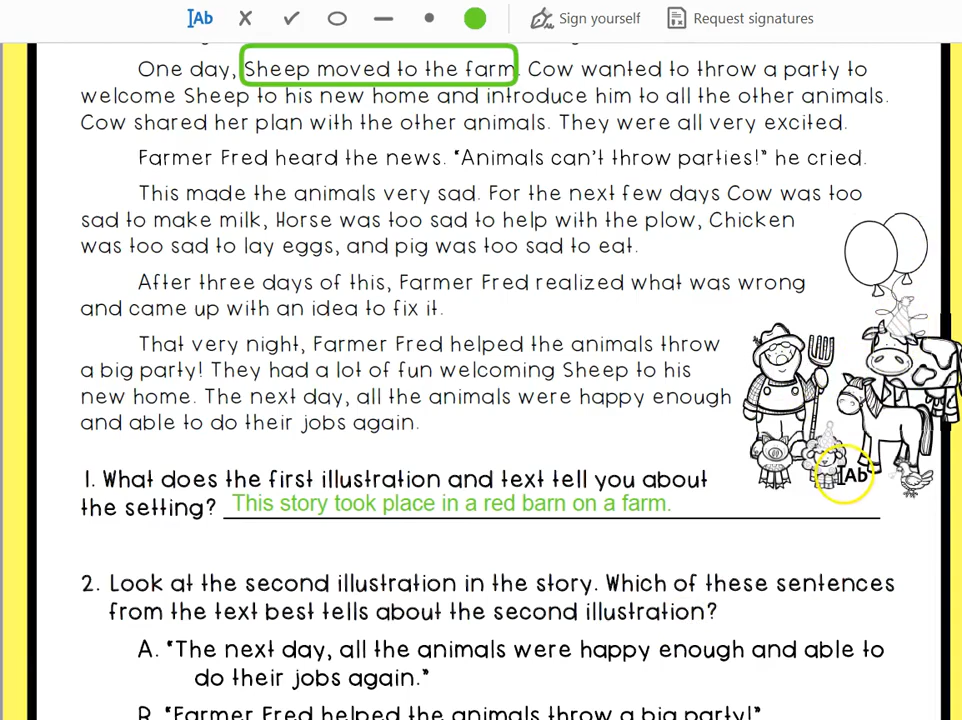 Ab
Sign yourself
Request signatures
One day, Sheep moved to the farm. Cow wanted to throw a party to
welcome Sheep to his new home and introduce him to all the other animals.
Cow shared her plan with the other animals. They were all very excited.
Farmer Fred heard the news. “Animals can’t throw parties!” he cried.
This made the animals very sad. For the next few days Cow was too
sad to make milk, Horse was too sad to help with the plow, Chicken
was too sad to lay eggs, and pig was too sad to eat.
After three days of this, Farmer Fred realized what was wrong
and came up with an idea to fix it.
That very night, Farmer Fred helped the animals throw
a big party! They had a lot of fun welcoming Sheep to his
new home. The next day, all the animals were happy enough
and able to do their jobs again.
Ab
1. What does the first illustration and text tell you about
the setting? This story took place in a red barn on a farm.
2. Look at the second illustration in the story. Which of these sentences
from the text best tells about the second illustration?
A. “The next day, all the animals were happy enough and able to
do their jobs again.”
B. “Farmer Fred helped the animals throw a big party!”